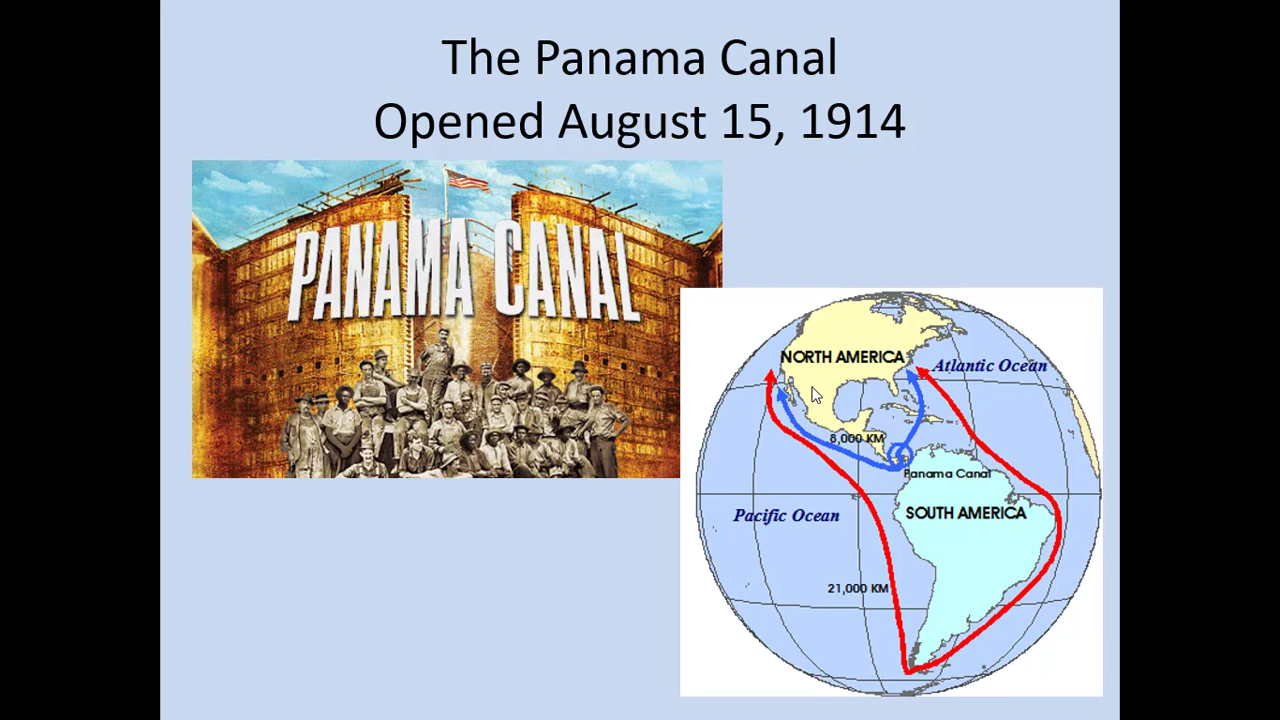 The Panama Canal
Opened August 15, 1914
PANAMA CANAL
NORTH AMERICA
Atlantic Ocean
8,000 KM
Panama Canal
Pacific Ocean
SOUTH AMERICA
21,000 KM